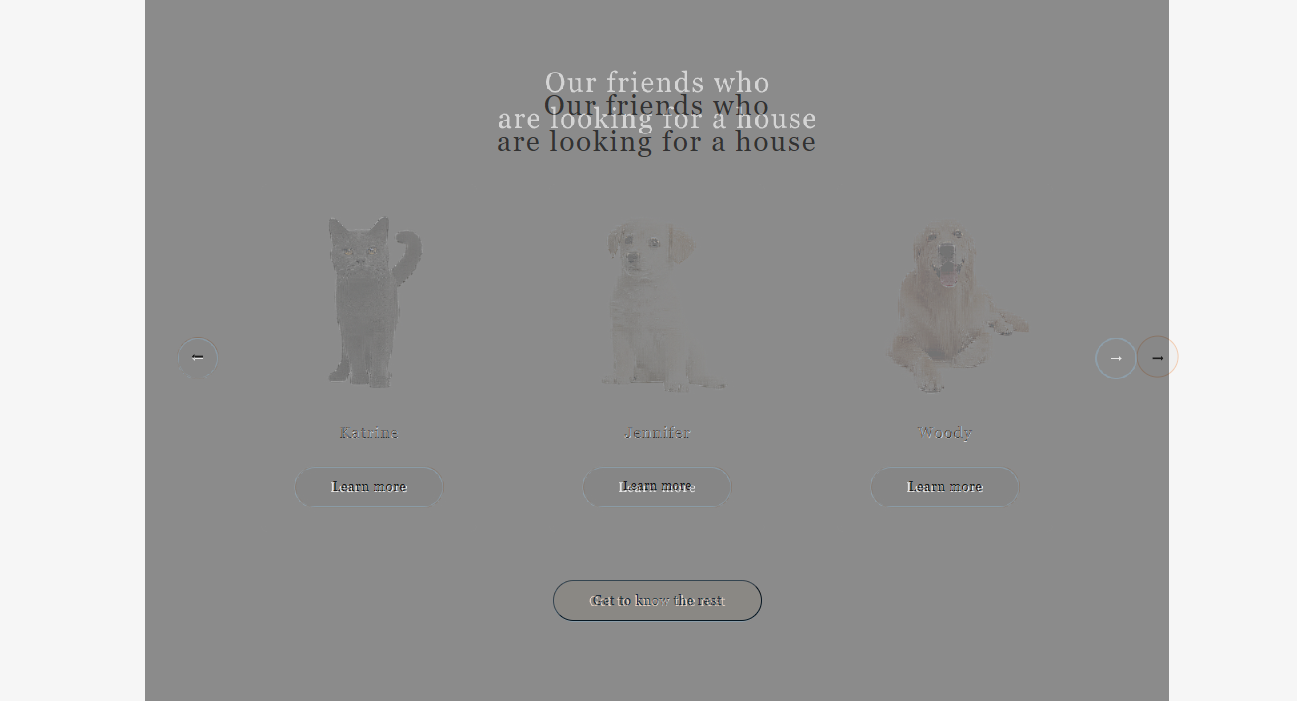 Our friends who
Our friends who
are looking for a house
are looking for a house
← → →
Katrine Jennifer Woody
Learn more Learn more Learn more
Get to know the rest